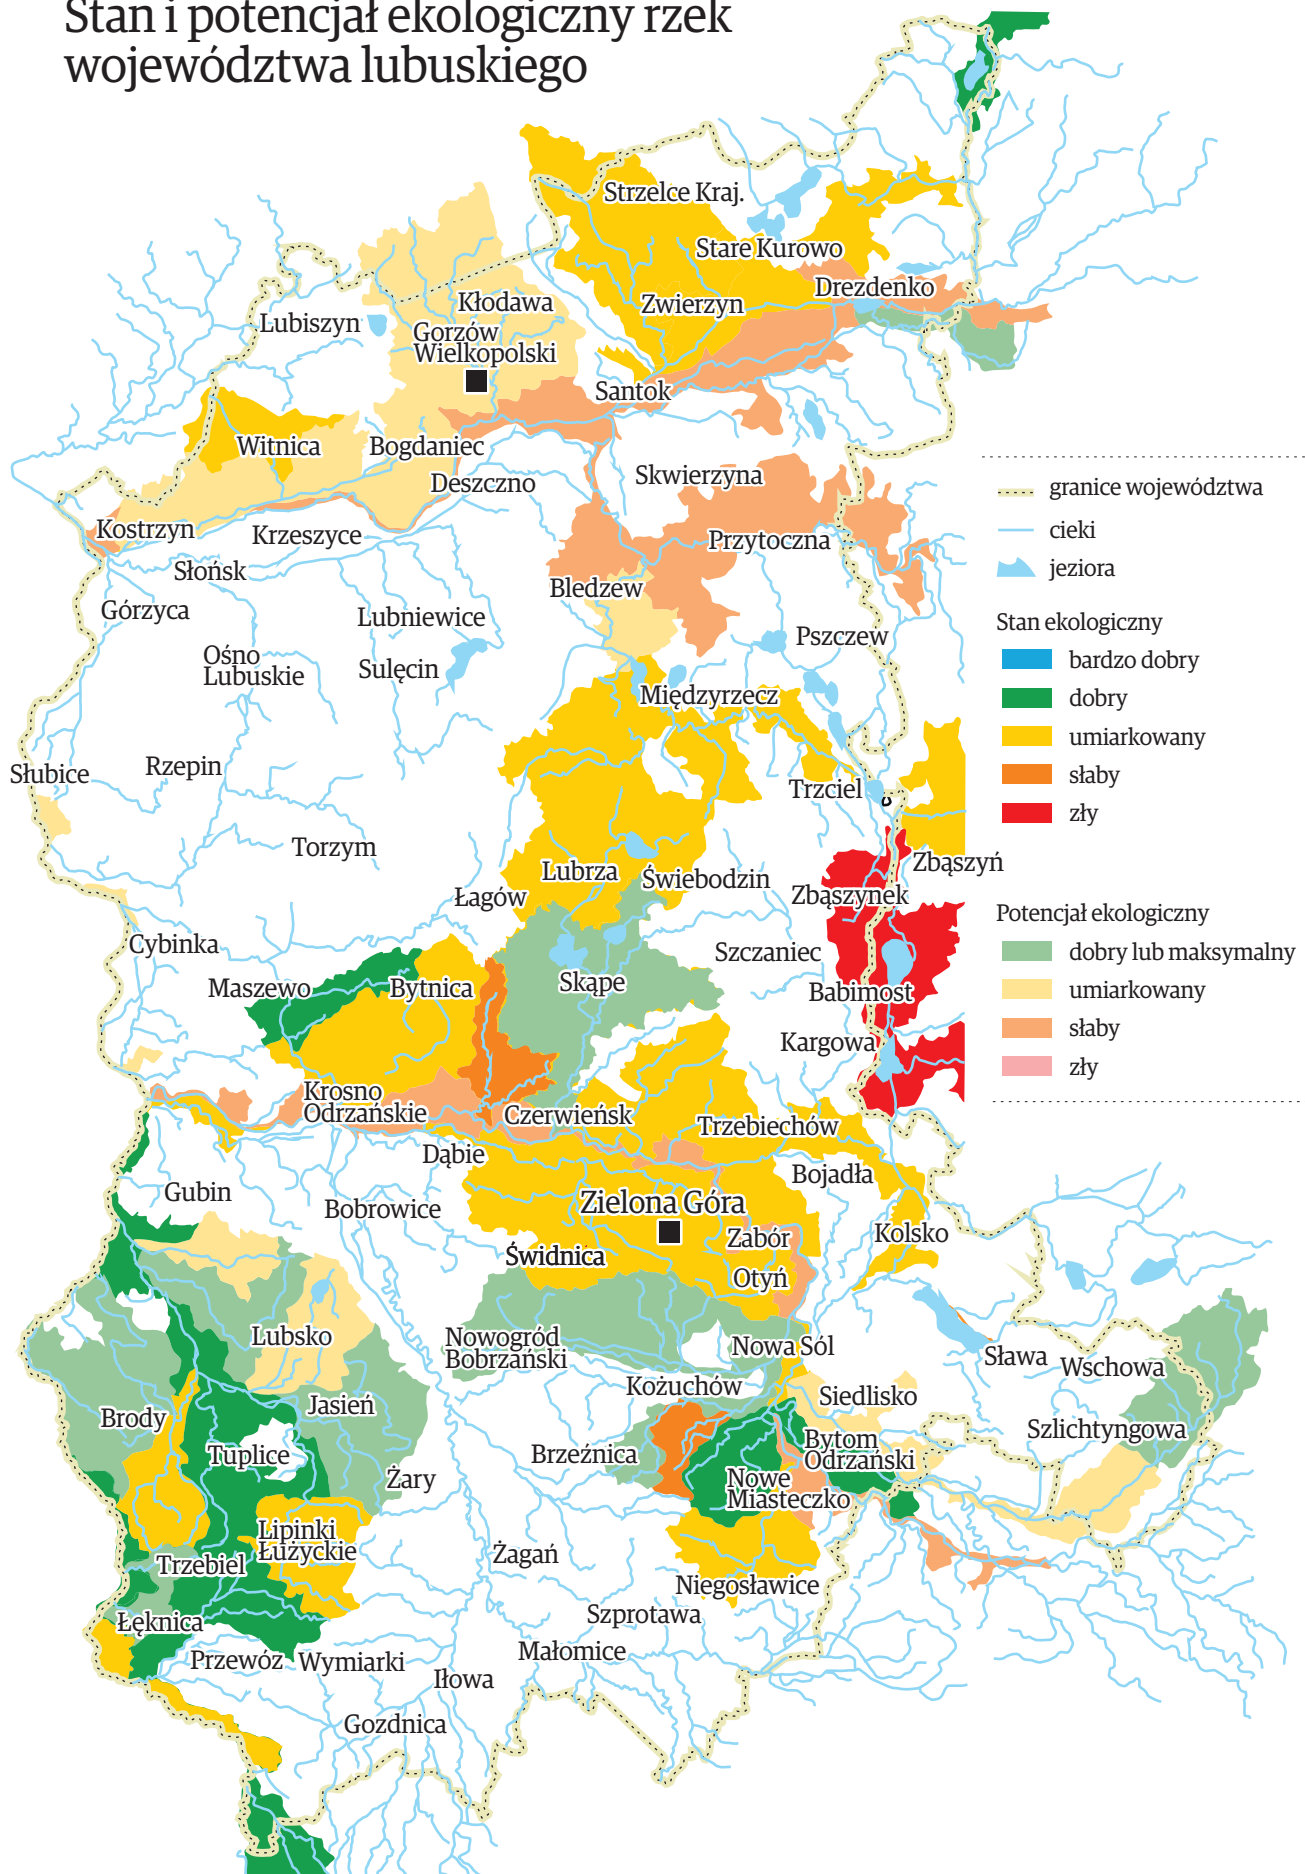 Stan i potencjał ekologiczny rzek
województwa lubuskiego
Strzelce Kraj.
Stare Kurowo
Drezdenko
Zwierzyn
Kłodawa
Lubiszyn
Gorzów
Wielkopolski
Santok
Witnica
Bogdaniec
Deszczno
Skwierzyna
Kostrzyn
Krzeszyce
Przytoczna
Słońsk
Bledzew
Górzyca
Lubniewice
Pszczew
Ośno
Lubuskie
Sulęcin
Międzyrzecz
Słubice
Rzepin
Trzciel
Torzym
Zbąszyń
Lubrza
Świebodzin
Łagów
Zbąszynek
Cybinka
Szczaniec
Maszewo
Bytnica
Skąpe
Babimost
Kargowa
Krosno
Odrzańskie
Czerwieńsk
Trzebiechów
Dąbie
Bojadła
Gubin
Bobrowice
Zielona Góra
Zabór
Kolsko
Świdnica
Otyń
Lubsko
Nowogród
Bobrzański
Nowa Sól
Sława
Wschowa
Kożuchów
Siedlisko
Jasień
Brody
Szlichtyngowa
Tuplice
Brzeźnica
Bytom
Odrzański
Żary
Nowe
Miasteczko
Lipinki
Łużyckie
Trzebiel
Żagań
Niegosławice
Łęknica
Szprotawa
Przewóz
Wymiarki
Małomice
Iłowa
Gozdnica
granice województwa
cieki
jeziora
Stan ekologiczny
bardzo dobry
dobry
umiarkowany
słaby
zły
Potencjał ekologiczny
dobry lub maksymalny
umiarkowany
słaby
zły